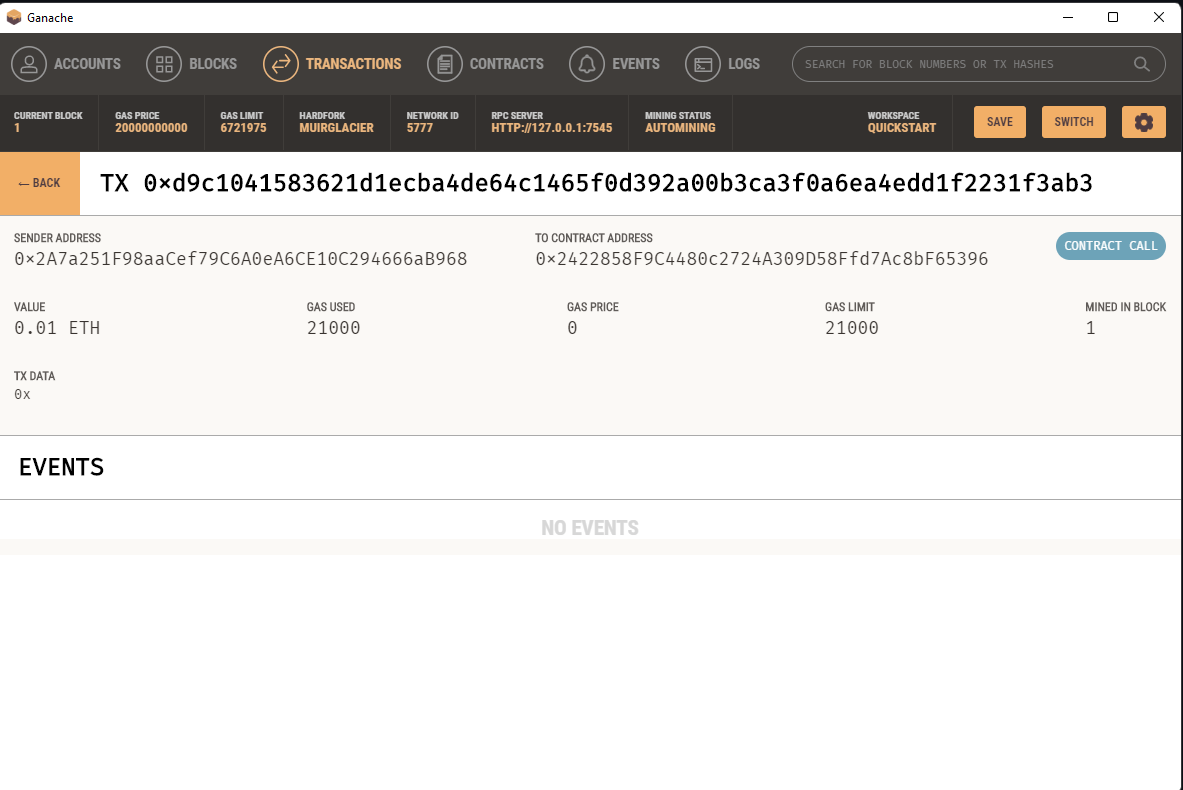 Ganache
ACCOUNTS BLOCKS TRANSACTIONS CONTRACTS EVENTS LOGS SEARCH FOR BLOCK NUMBERS OR TX HASHES
CURRENT BLOCK GAS PRICE GAS LIMIT HARDFORK NETWORK ID RPC SERVER MINING STATUS WORKSPACE
1 20000000000 6721975 MUIRGLACIER 5777 HTTP://127.0.0.1:7545 AUTOMINING QUICKSTART SAVE SWITCH
← BACK TX 0×d9c1041583621d1ecba4de64c1465f0d392a00b3ca3f0a6ea4edd1f2231f3ab3
SENDER ADDRESS TO CONTRACT ADDRESS
0×2A7a251F98aaCef79C6A0eA6CE10C294666aB968 0×2422858F9C4480c2724A309D58Ffd7Ac8bF65396 CONTRACT CALL
VALUE GAS USED GAS PRICE GAS LIMIT MINED IN BLOCK
0.01 ETH 21000 0 21000 1
TX DATA
0x
EVENTS
NO EVENTS